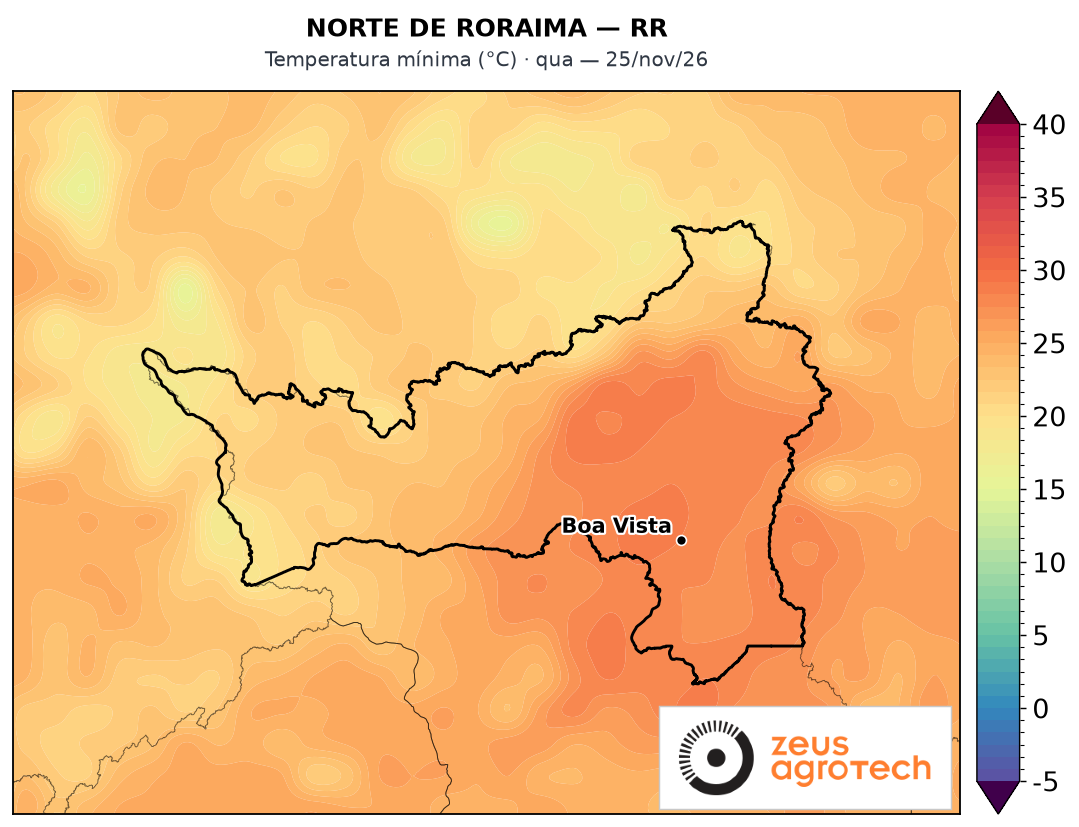 NORTE DE RORAIMA — RR
Temperatura mínima (°C) · qua — 25/nov/26
40
35
30
25
20
15
10
5
0
-5
Boa Vista
zeus
agrotech